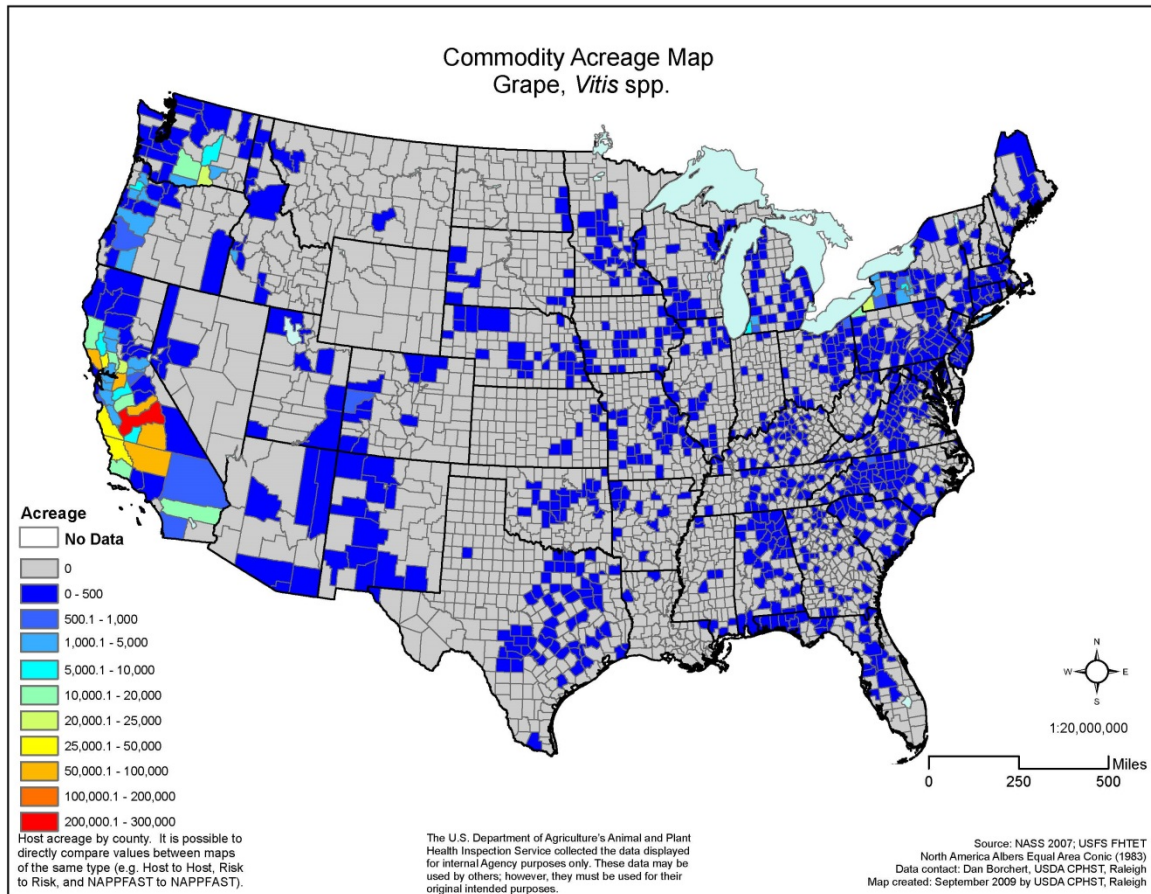 Commodity Acreage Map
Grape, Vitis spp.
Acreage
No Data
0
0 - 500
500.1 - 1,000
1,000.1 - 5,000
5,000.1 - 10,000
10,000.1 - 20,000
20,000.1 - 25,000
25,000.1 - 50,000
50,000.1 - 100,000
100,000.1 - 200,000
200,000.1 - 300,000
Host acreage by county. It is possible to
directly compare values between maps
of the same type (e.g. Host to Host, Risk
to Risk, and NAPPFAST to NAPPFAST).
The U.S. Department of Agriculture's Animal and Plant
Health Inspection Service collected the data displayed
for internal Agency purposes only. These data may be
used by others; however, they must be used for their
original intended purposes.
N
W E
S
1:20,000,000
Miles
0 250 500
Source: NASS 2007; USFS FHTET
North America Albers Equal Area Conic (1983)
Data contact: Dan Borchert, USDA CPHST, Raleigh
Map created: September 2009 by USDA CPHST, Raleigh